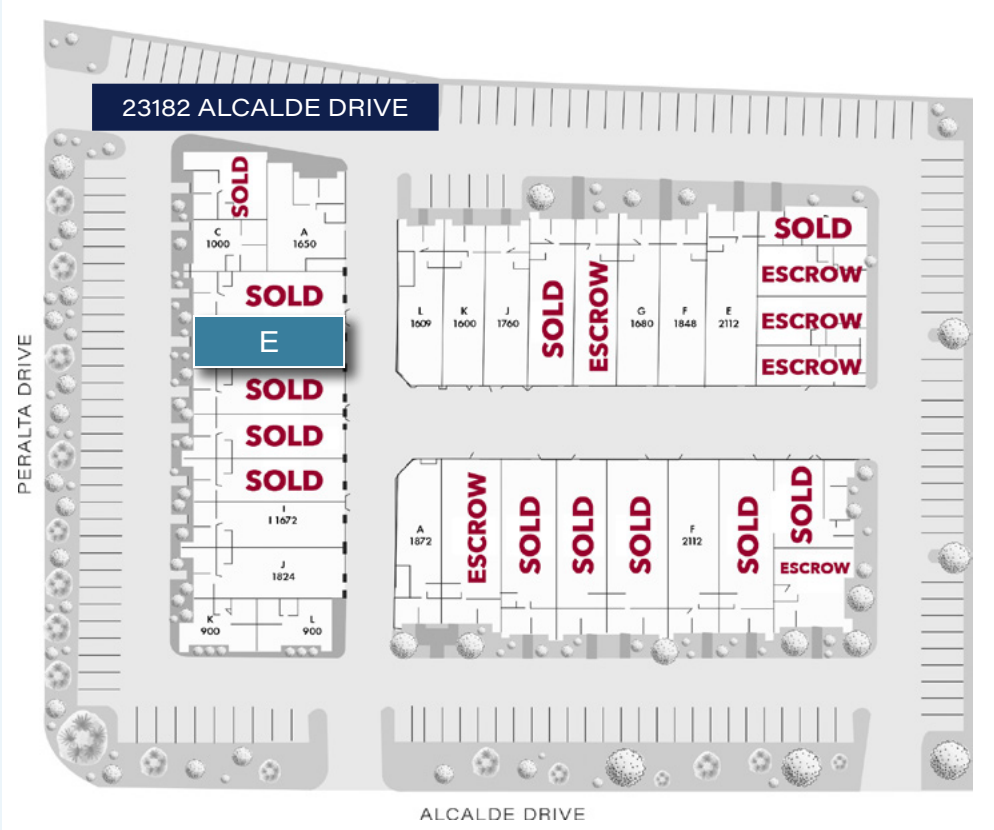 23182 ALCALDE DRIVE
SOLD
C
1000
A
1650
SOLD
E
SOLD
SOLD
SOLD
I
I 1672
J
1824
K
900
L
900
L
1609
K
1600
J
1760
SOLD
ESCROW
G
1680
F
1848
E
2112
SOLD
ESCROW
ESCROW
ESCROW
A
1872
ESCROW
SOLD
SOLD
SOLD
F
2112
SOLD
SOLD
ESCROW
PERALTA DRIVE
ALCALDE DRIVE